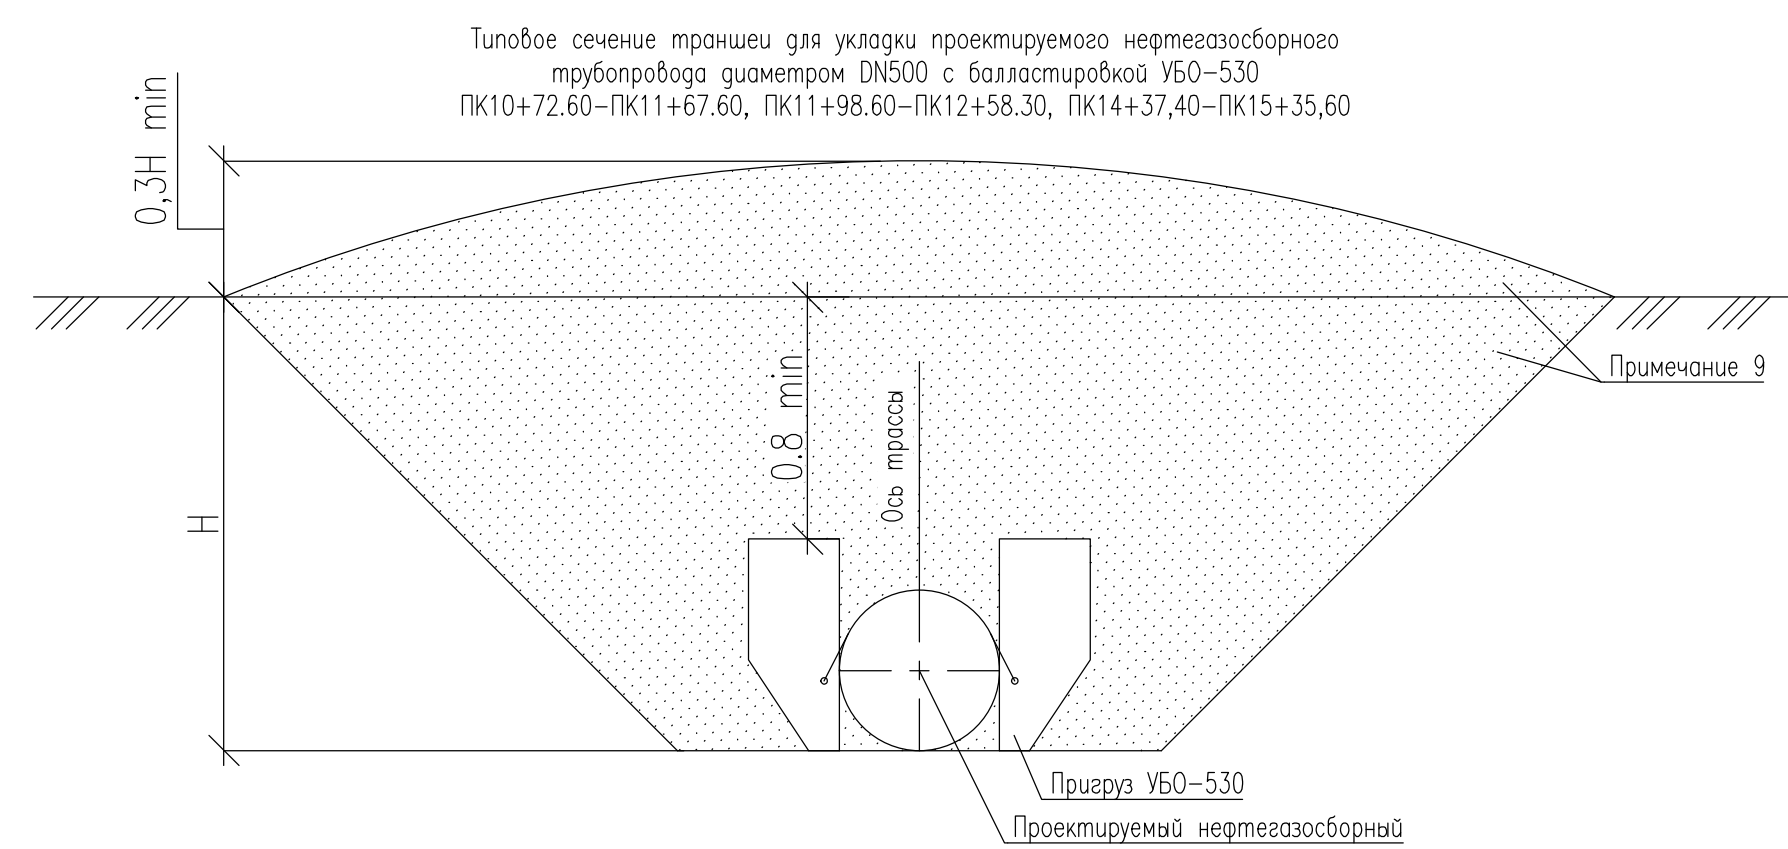 Типовое сечение траншеи для укладки проектируемого нефтегазосборного
трубопровода диаметром DN500 с балластировкой УБО-530
ПК10+72.60-ПК11+67.60, ПК11+98.60-ПК12+58.30, ПК14+37,40-ПК15+35,60
0,3H min
Примечание 9
0.8 min
Ось трассы
H
Пригруз УБО-530
Проектируемый нефтегазосборный